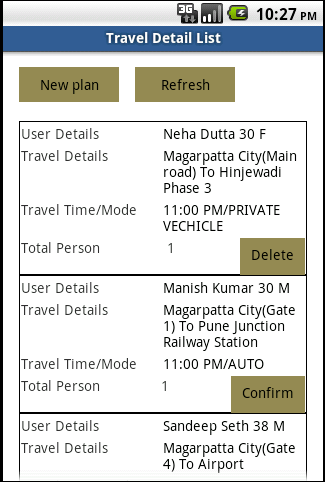 3G 10:27 PM
Travel Detail List
New plan Refresh
User Details Neha Dutta 30 F
Travel Details Magarpatta City(Main
road) To Hinjewadi
Phase 3
Travel Time/Mode 11:00 PM/PRIVATE
VECHICLE
Total Person 1
Delete
User Details Manish Kumar 30 M
Travel Details Magarpatta City(Gate
1) To Pune Junction
Railway Station
Travel Time/Mode 11:00 PM/AUTO
Total Person 1
Confirm
User Details Sandeep Seth 38 M
Travel Details Magarpatta City(Gate
4) To Airport